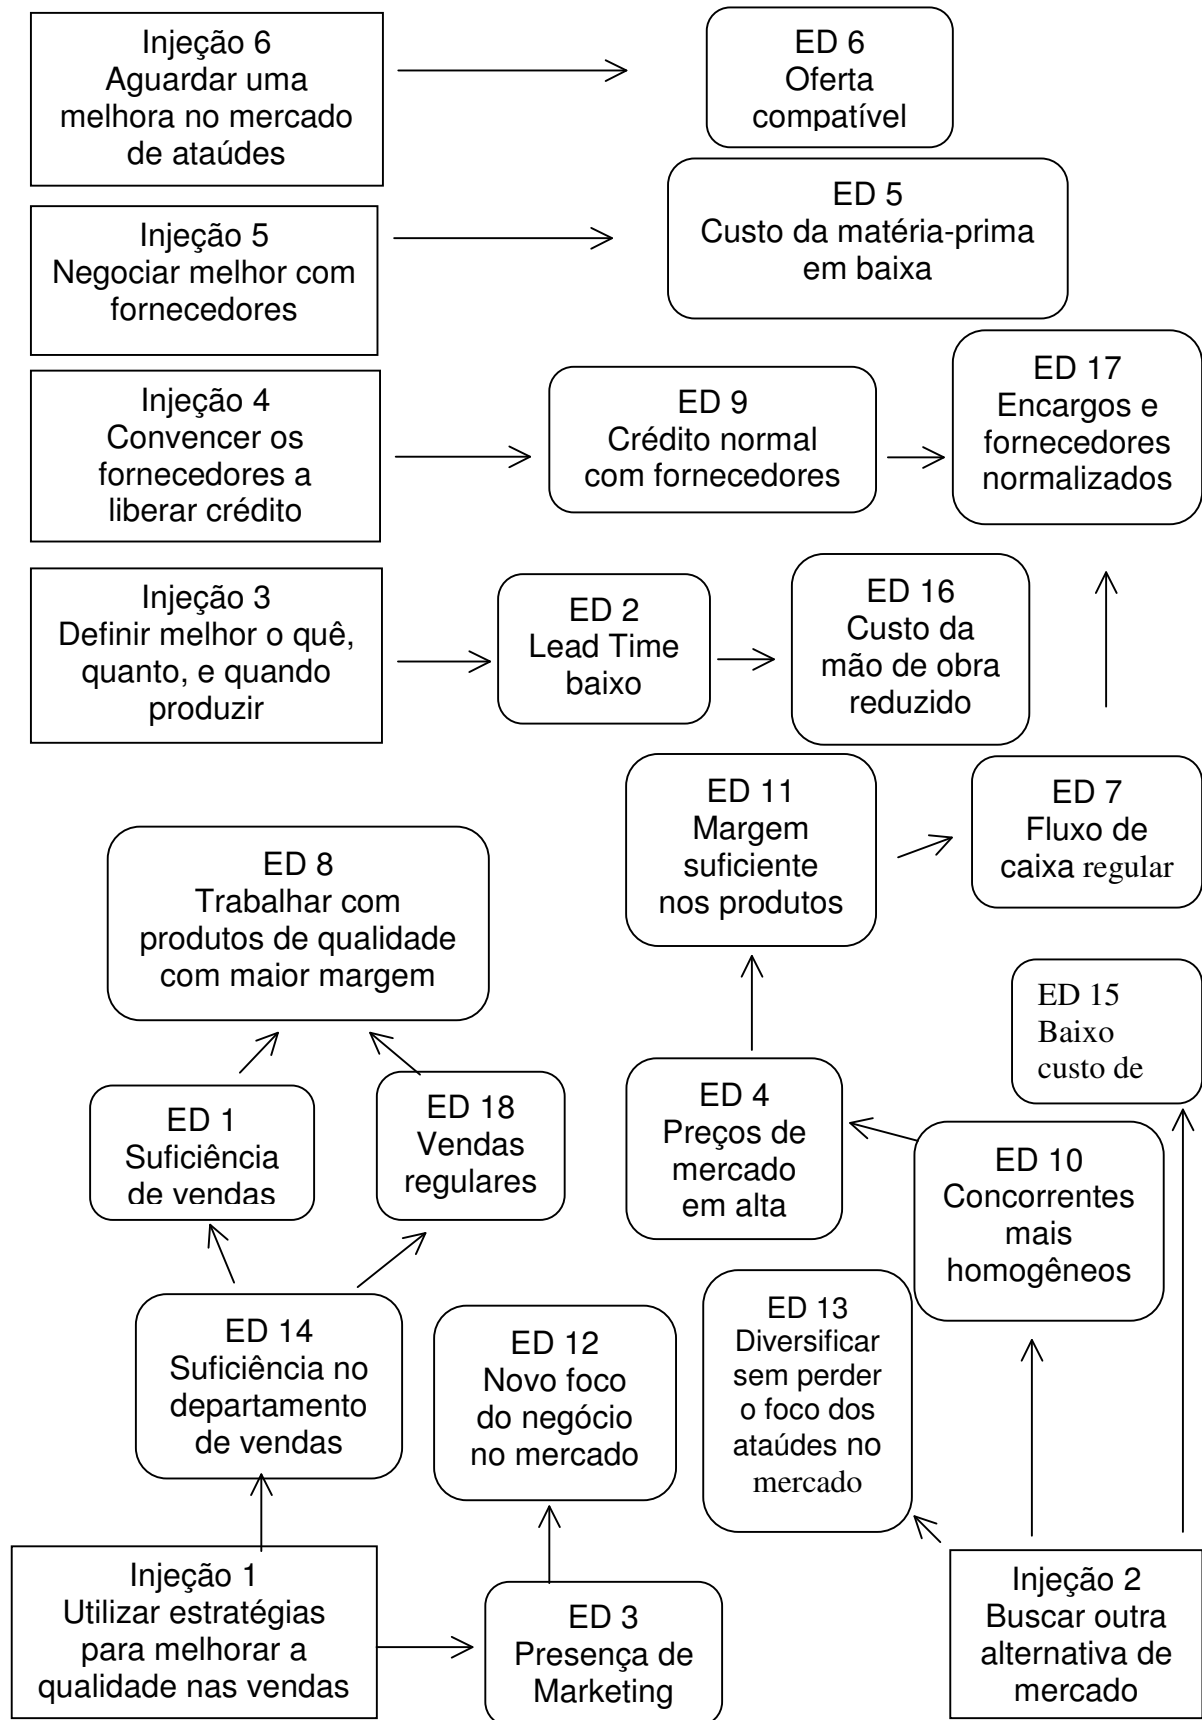 Injeção 6
Aguardar uma
melhora no mercado
de ataúdes
ED 6
Oferta
compatível
Injeção 5
Negociar melhor com
fornecedores
ED 5
Custo da matéria-prima
em baixa
Injeção 4
Convencer os
fornecedores a
liberar crédito
ED 9
Crédito normal
com fornecedores
ED 17
Encargos e
fornecedores
normalizados
Injeção 3
Definir melhor o quê,
quanto, e quando
produzir
ED 2
Lead Time
baixo
ED 16
Custo da
mão de obra
reduzido
ED 11
Margem
suficiente
nos produtos
ED 7
Fluxo de
caixa regular
ED 8
Trabalhar com
produtos de qualidade
com maior margem
ED 15
Baixo
custo de
ED 1
Suficiência
de vendas
ED 18
Vendas
regulares
ED 4
Preços de
mercado
em alta
ED 10
Concorrentes
mais
homogêneos
ED 14
Suficiência no
departamento
de vendas
ED 12
Novo foco
do negócio
no mercado
ED 13
Diversificar
sem perder
o foco dos
ataúdes no
mercado
Injeção 1
Utilizar estratégias
para melhorar a
qualidade nas vendas
ED 3
Presença de
Marketing
Injeção 2
Buscar outra
alternativa de
mercado